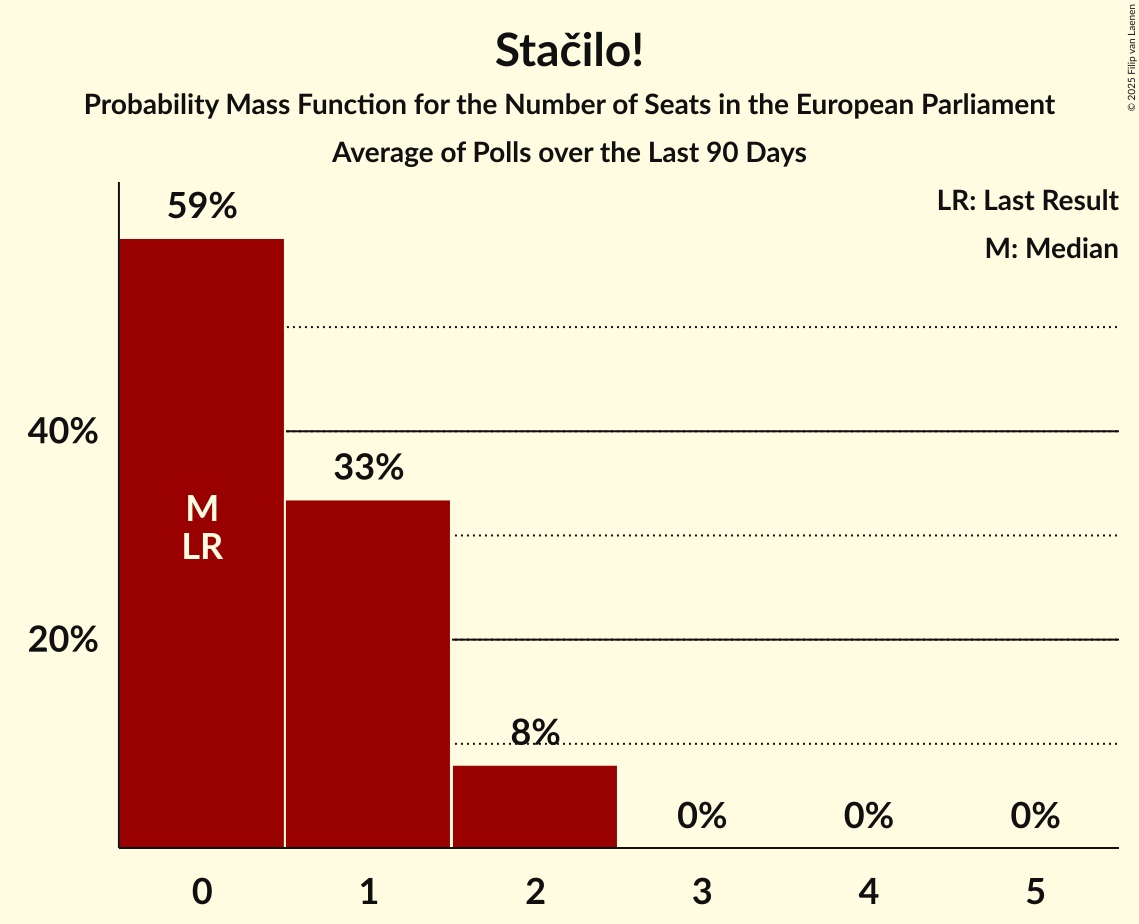 Stačilo!
Probability Mass Function for the Number of Seats in the European Parliament
Average of Polls over the Last 90 Days
© 2025 Filip van Laenen
LR: Last Result
M: Median
59%
40%
33%
M
LR
20%
8%
0%
0%
0%
0
1
2
3
4
5